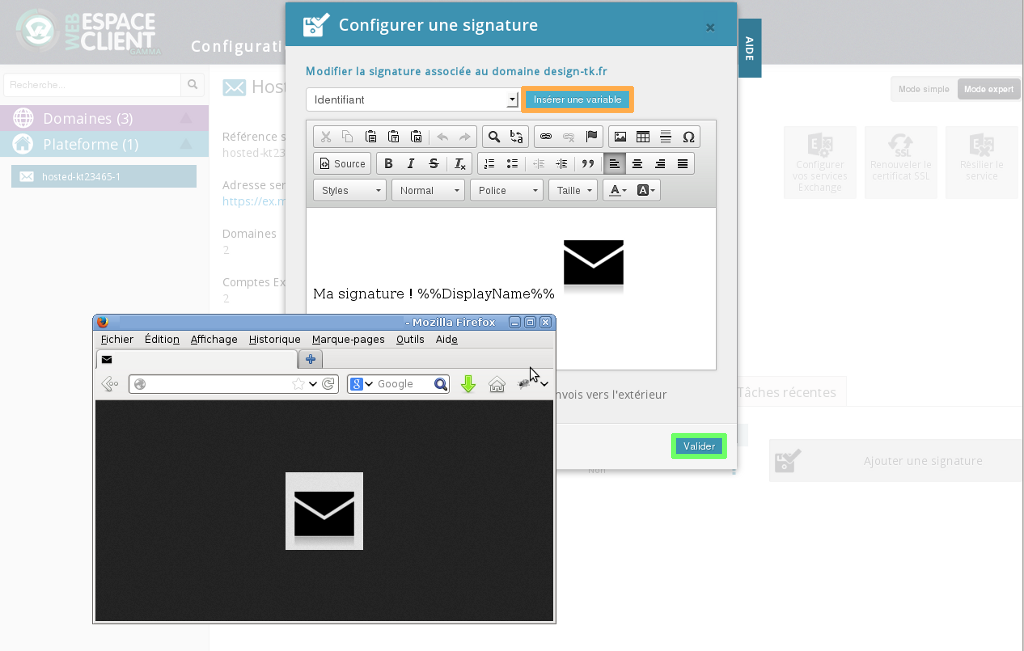 WEB ESPACE CLIENT
GAMMA
Configurati
Configurer une signature
×
AIDE
Recherche...
Domaines (3)
Plateforme (1)
hosted-kt23465-1
Host
Mode simple
Mode expert
Référence s
hosted-kt23
Adresse ser
https://ex.m
Domaines
2
Comptes Ex
2
Configurer vos services Exchange
SSL
Renouveler le certificat SSL
Résilier le service
Modifier la signature associée au domaine design-tk.fr
Identifiant
Insérer une variable
Source
B I S Ix
Styles
Normal
Police
Taille
A
A
Ma signature ! %%DisplayName%%
nvois vers l'extérieur
Valider
Tâches récentes
Ajouter une signature
Non
- Mozilla Firefox
Fichier Édition Affichage Historique Marque-pages Outils Aide
Google